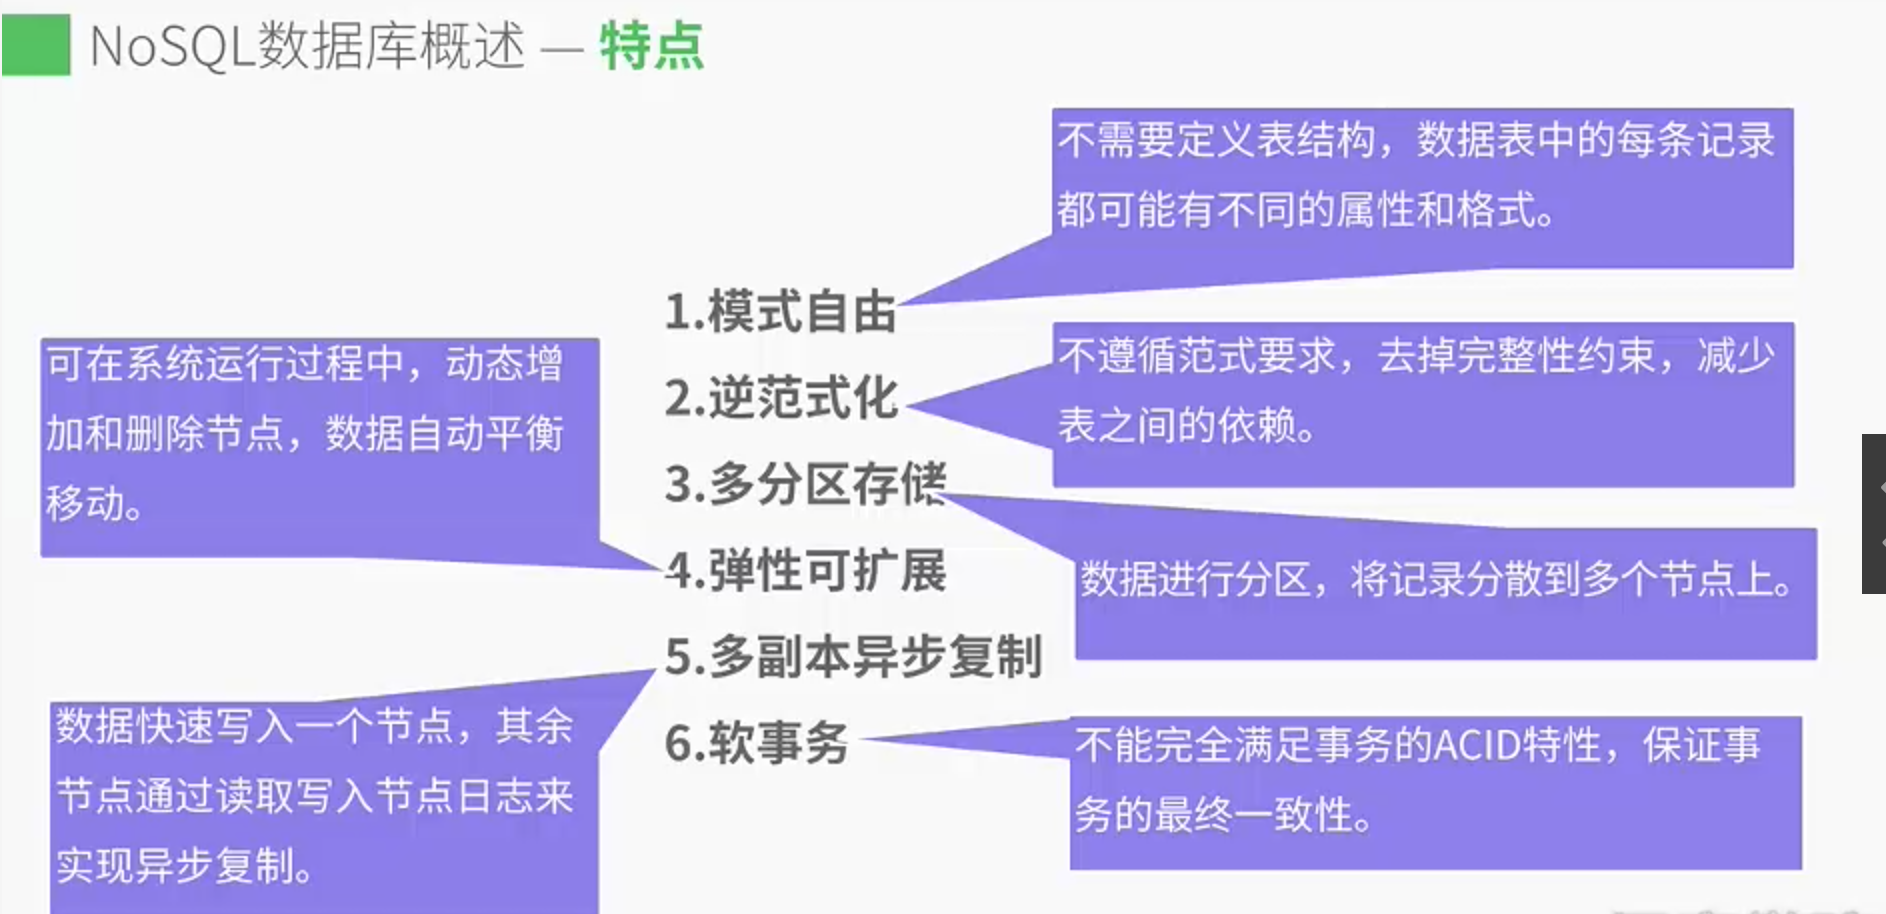 NoSQL数据库概述 — 特点
不需要定义表结构，数据表中的每条记录
都可能有不同的属性和格式。
1.模式自由
不遵循范式要求，去掉完整性约束，减少
表之间的依赖。
2.逆范式化
可在系统运行过程中，动态增
加和删除节点，数据自动平衡
移动。
3.多分区存储
数据进行分区，将记录分散到多个节点上。
4.弹性可扩展
5.多副本异步复制
数据快速写入一个节点，其余
节点通过读取写入节点日志来
实现异步复制。
6.软事务
不能完全满足事务的ACID特性，保证事
务的最终一致性。